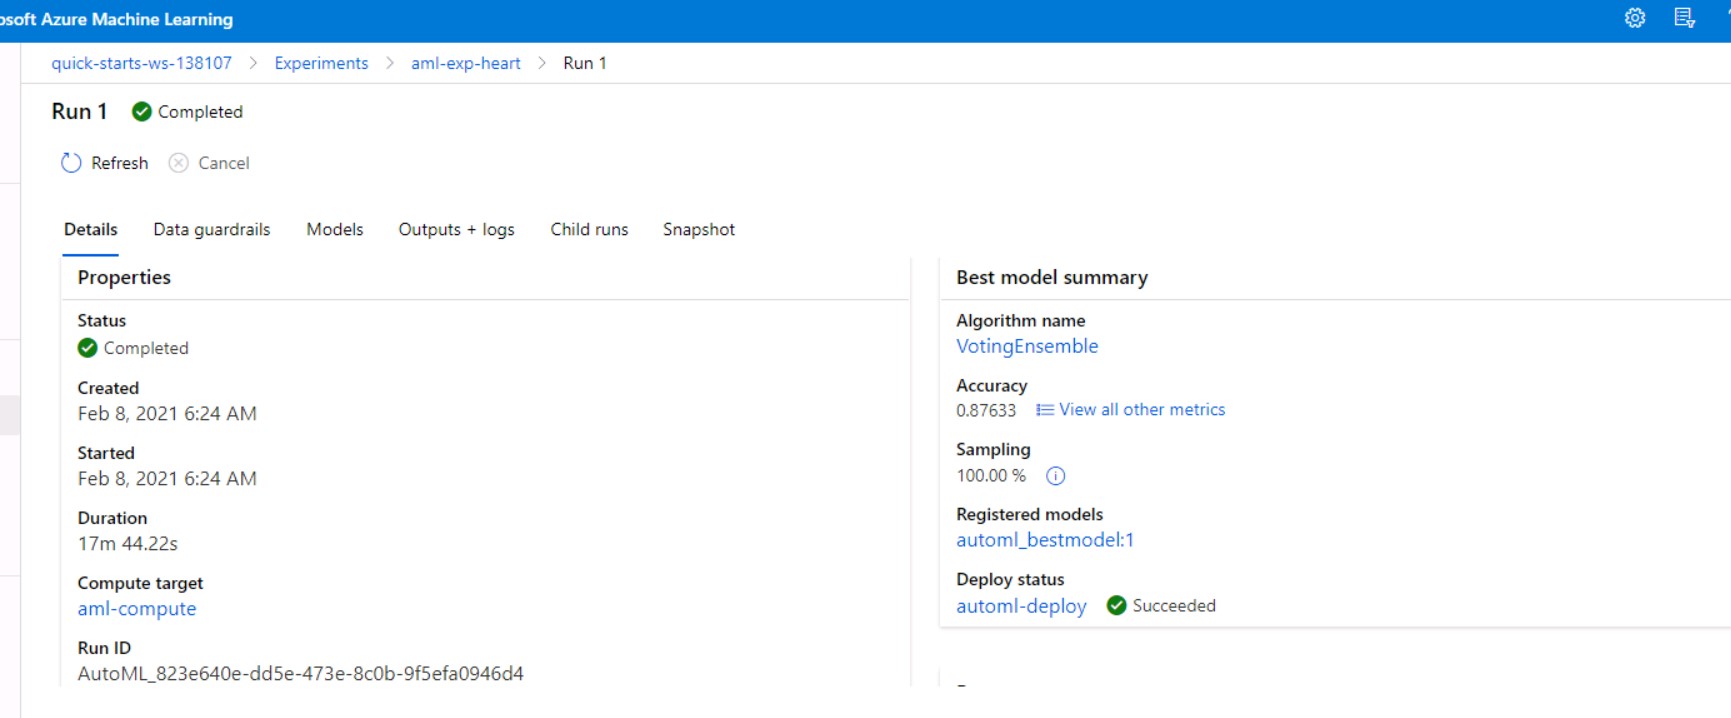 osoft Azure Machine Learning
quick-starts-ws-138107 > Experiments > aml-exp-heart > Run 1
Run 1 Completed
Refresh Cancel
Details Data guardrails Models Outputs + logs Child runs Snapshot
Properties
Status
Completed
Created
Feb 8, 2021 6:24 AM
Started
Feb 8, 2021 6:24 AM
Duration
17m 44.22s
Compute target
aml-compute
Run ID
AutoML_823e640e-dd5e-473e-8c0b-9f5efa0946d4
Best model summary
Algorithm name
VotingEnsemble
Accuracy
0.87633 View all other metrics
Sampling
100.00 %
Registered models
automl_bestmodel:1
Deploy status
automl-deploy Succeeded